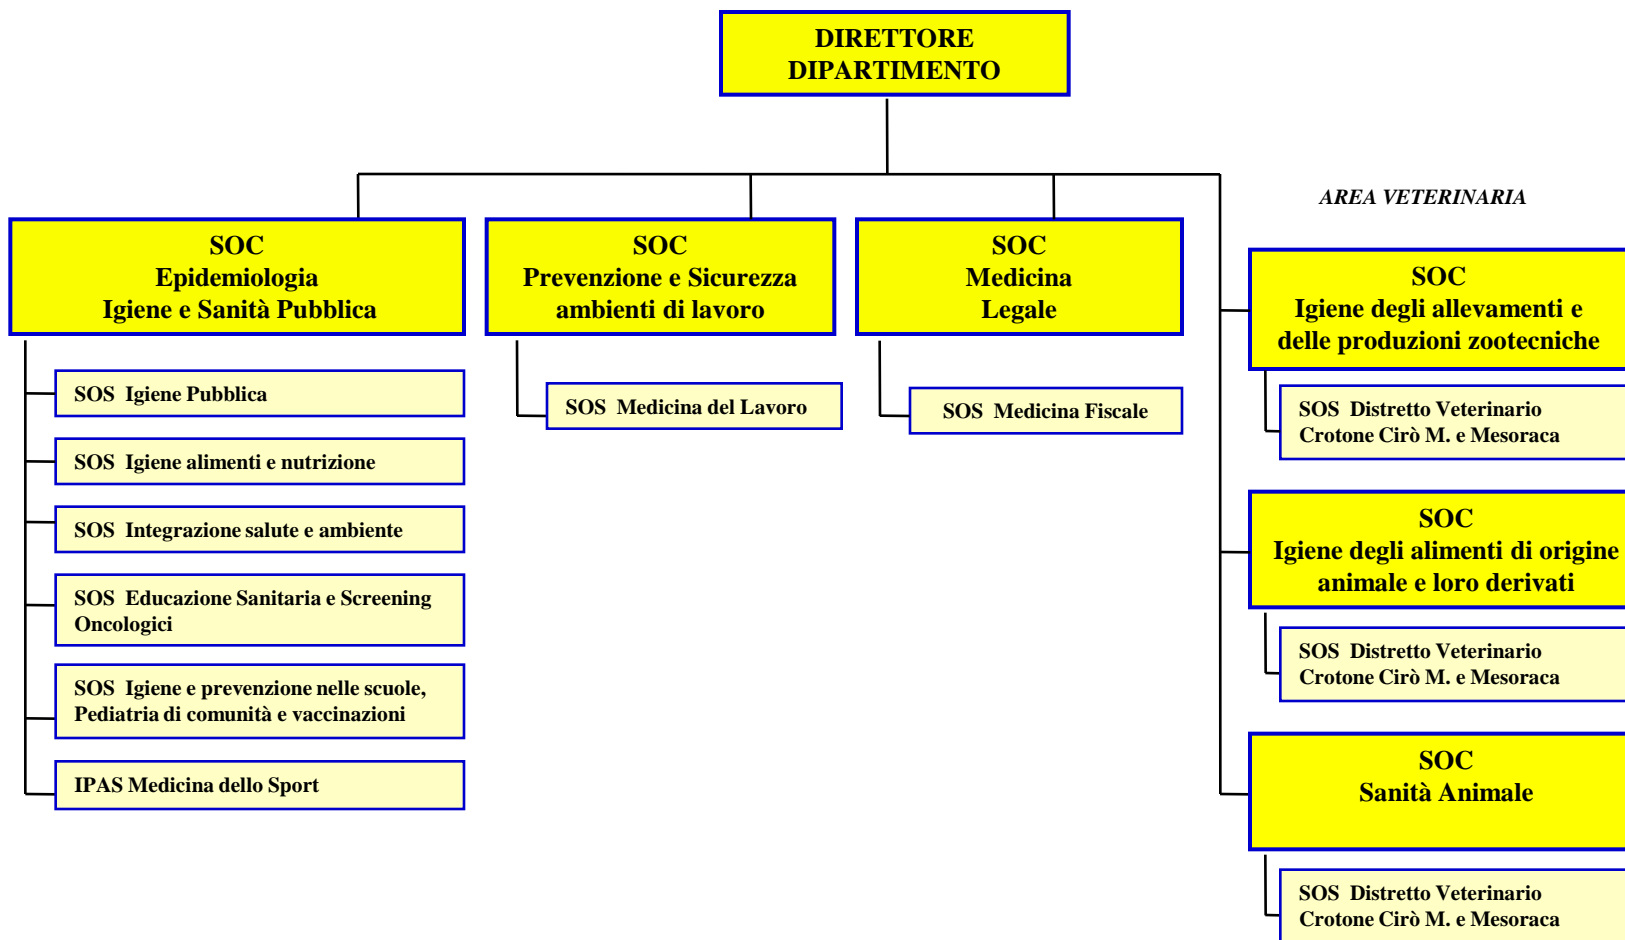 DIRETTORE
DIPARTIMENTO
AREA VETERINARIA
SOC
Epidemiologia
Igiene e Sanità Pubblica
SOS Igiene Pubblica
SOS Igiene alimenti e nutrizione
SOS Integrazione salute e ambiente
SOS Educazione Sanitaria e Screening
Oncologici
SOS Igiene e prevenzione nelle scuole,
Pediatria di comunità e vaccinazioni
IPAS Medicina dello Sport
SOC
Prevenzione e Sicurezza
ambienti di lavoro
SOS Medicina del Lavoro
SOC
Medicina
Legale
SOS Medicina Fiscale
SOC
Igiene degli allevamenti e
delle produzioni zootecniche
SOS Distretto Veterinario
Crotone Cirò M. e Mesoraca
SOC
Igiene degli alimenti di origine
animale e loro derivati
SOS Distretto Veterinario
Crotone Cirò M. e Mesoraca
SOC
Sanità Animale
SOS Distretto Veterinario
Crotone Cirò M. e Mesoraca